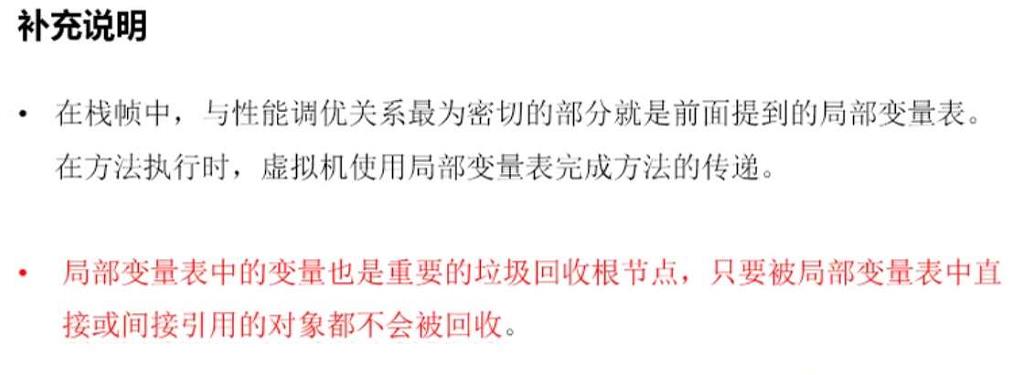 补充说明
• 在栈帧中，与性能调优关系最为密切的部分就是前面提到的局部变量表。
在方法执行时，虚拟机使用局部变量表完成方法的传递。
• 局部变量表中的变量也是重要的垃圾回收根节点，只要被局部变量表中直
接或间接引用的对象都不会被回收。